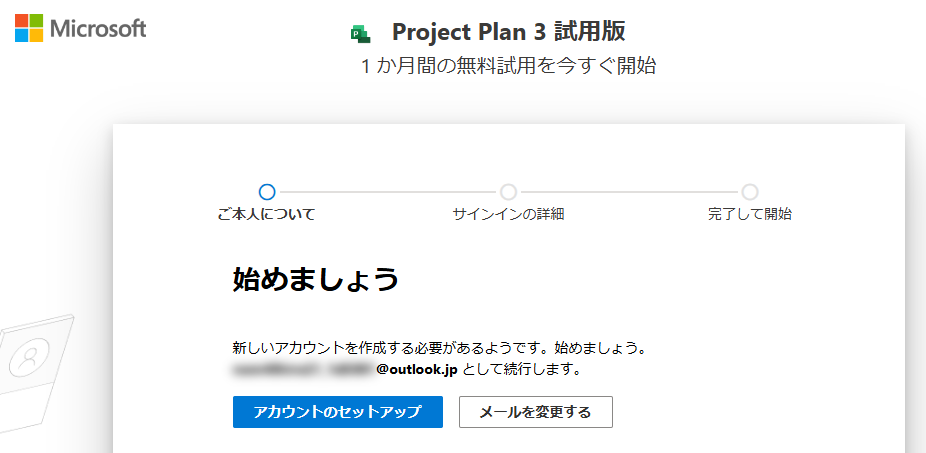 Microsoft
Project Plan 3 試用版
1 か月間の無料試用を今すぐ開始
ご本人について
サインインの詳細
完了して開始
始めましょう
新しいアカウントを作成する必要があるようです。始めましょう。
@outlook.jp として続行します。
アカウントのセットアップ
メールを変更する